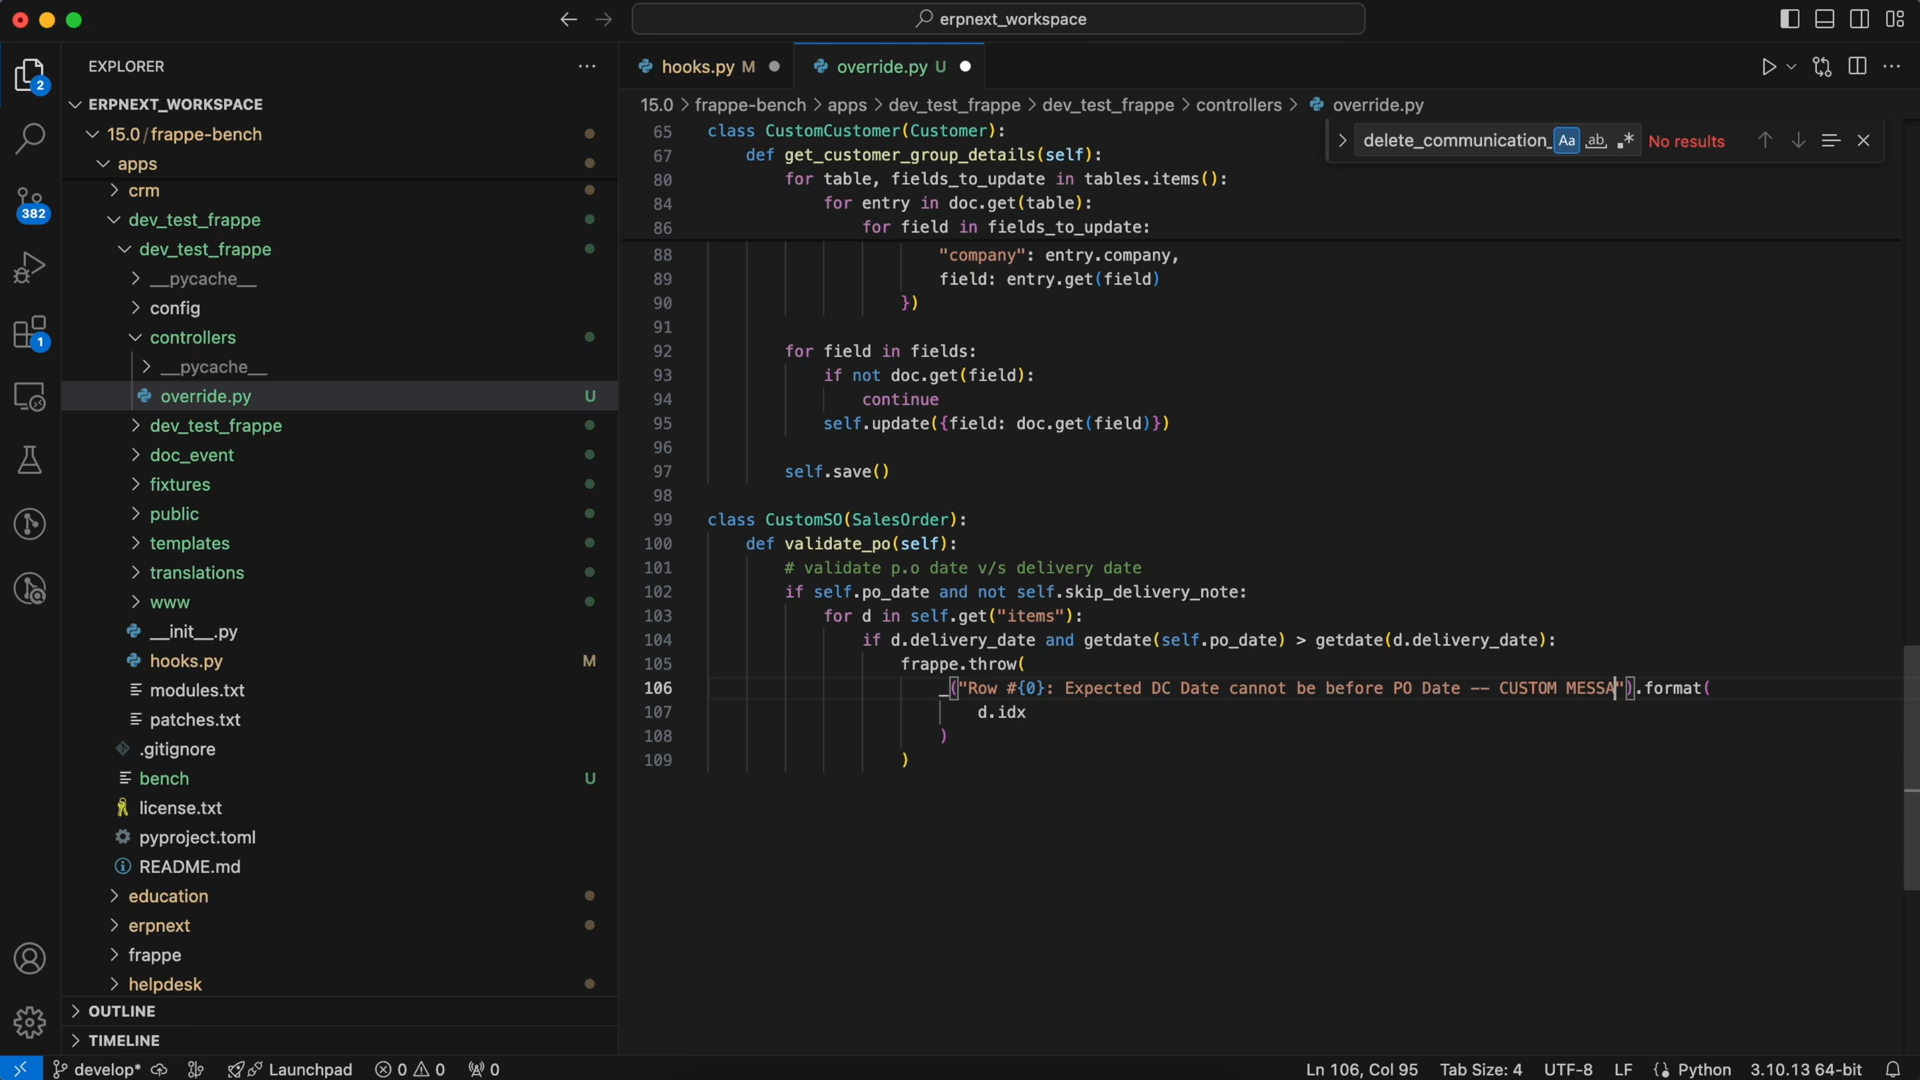 erpnext_workspace
EXPLORER
hooks.py M
override.py U
2
ERPNEXT_WORKSPACE
15.0 > frappe-bench > apps > dev_test_frappe > dev_test_frappe > controllers > override.py
15.0/frappe-bench
apps
crm
dev_test_frappe
dev_test_frappe
__pycache__
config
controllers
__pycache__
override.py U
dev_test_frappe
doc_event
fixtures
public
templates
translations
www
__init__.py
hooks.py M
modules.txt
patches.txt
.gitignore
bench U
license.txt
pyproject.toml
README.md
education
erpnext
frappe
helpdesk
OUTLINE
TIMELINE
382
1
delete_communication_ Aa ab .* No results
65 class CustomCustomer(Customer):
67 def get_customer_group_details(self):
80 for table, fields_to_update in tables.items():
84 for entry in doc.get(table):
86 for field in fields_to_update:
88 "company": entry.company,
89 field: entry.get(field)
90 })
91
92 for field in fields:
93 if not doc.get(field):
94 continue
95 self.update({field: doc.get(field)})
96
97 self.save()
98
99 class CustomSO(SalesOrder):
100 def validate_po(self):
101 # validate p.o date v/s delivery date
102 if self.po_date and not self.skip_delivery_note:
103 for d in self.get("items"):
104 if d.delivery_date and getdate(self.po_date) > getdate(d.delivery_date):
105 frappe.throw(
106 _("Row #{0}: Expected DC Date cannot be before PO Date -- CUSTOM MESSA").format(
107 d.idx
108 )
109 )
develop* Launchpad 0 0 0 Ln 106, Col 95 Tab Size: 4 UTF-8 LF Python 3.10.13 64-bit